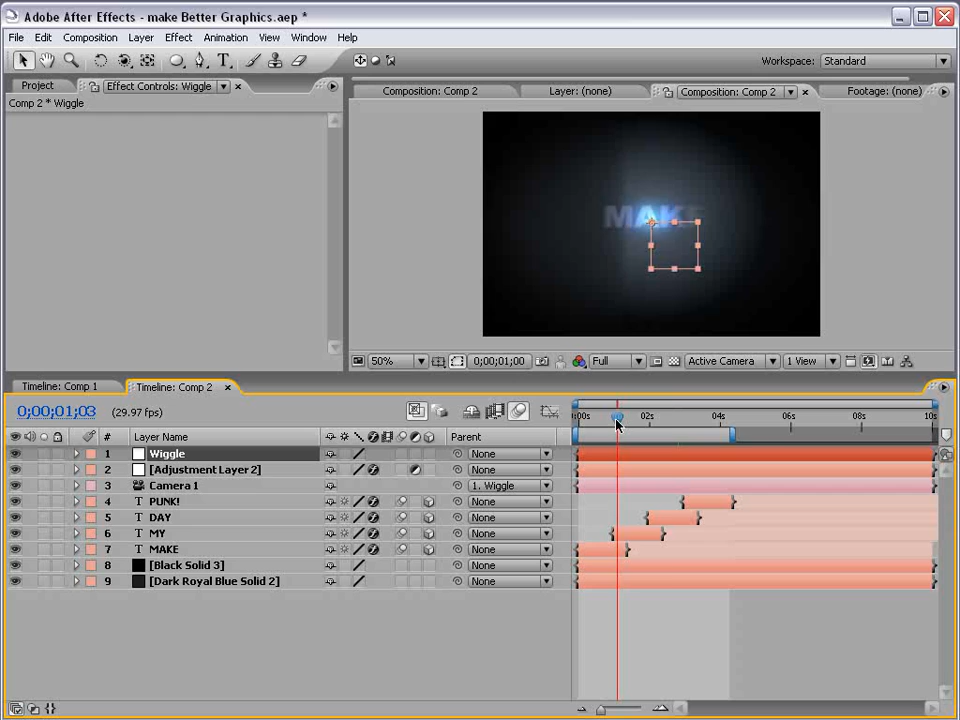 Adobe After Effects - make Better Graphics.aep *
File Edit Composition Layer Effect Animation View Window Help
Workspace: Standard
Project Effect Controls: Wiggle
Composition: Comp 2 Layer: (none) Composition: Comp 2 Footage: (none)
Comp 2 * Wiggle
MAKE
50% 0;00;01;00 Full Active Camera 1 View
Timeline: Comp 1 Timeline: Comp 2
0;00;01;03 (29.97 fps)
:00s 02s 04s 06s 08s 10s
# Layer Name Parent
1 Wiggle None
2 [Adjustment Layer 2] None
3 Camera 1 1. Wiggle
4 T PUNK! None
5 T DAY None
6 T MY None
7 T MAKE None
8 [Black Solid 3] None
9 [Dark Royal Blue Solid 2] None